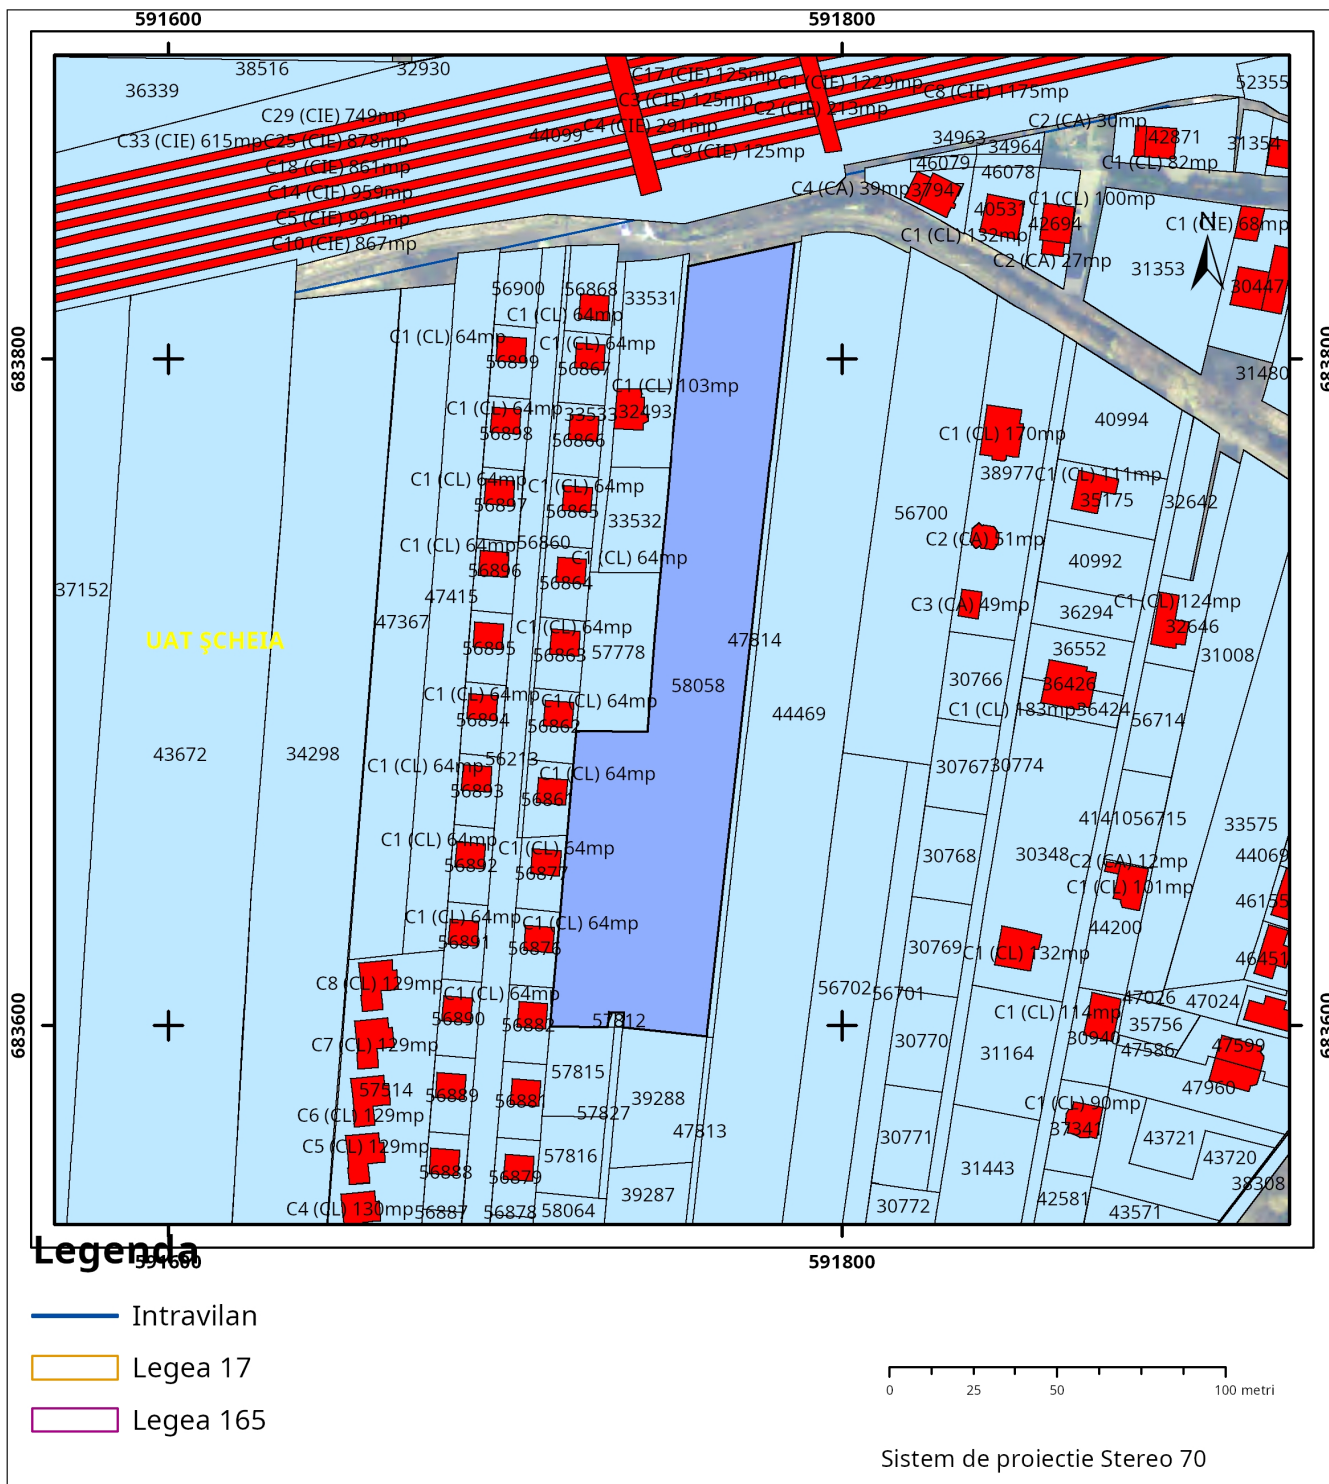 591600 591800
38516 32930
36339
C17 (CIE) 125mp C1 (CIE) 1229mp
52355
C3 (CIE) 125mp C2 (CIE) 213mp C8 (CIE) 1175mp
C29 (CIE) 749mp
C33 (CIE) 615mp C25 (CIE) 878mp 44099 C4 (CIE) 291mp
C9 (CIE) 125mp
C18 (CIE) 861mp
C14 (CIE) 959mp
C5 (CIE) 991mp
C10 (CIE) 867mp
C2 (CA) 30mp
34963 34964 42871 31354
46079 46078 C1 (CL) 82mp
C4 (CA) 39mp 37947
40531 C1 (CL) 100mp
42694 C1 (CIE) 68mp
C1 (CL) 132mp N
C2 (CA) 27mp
31353
30447
56900 56868 33531
C1 (CL) 64mp
C1 (CL) 64mp C1 (CL) 64mp
683800 683800
56899 56867
31480
C1 (CL) 103mp
C1 (CL) 64mp 33533 32493
40994
56898 56866
C1 (CL) 170mp
38977 C1 (CL) 111mp
C1 (CL) 64mp C1 (CL) 64mp
56897 56865
35175 32642
56700
33532
C1 (CL) 64mp 56860
C2 (CA) 51mp
C1 (CL) 64mp
56896 56864
40992
37152 47415
C3 (CA) 49mp 36294 C1 (CL) 124mp
47367
C1 (CL) 64mp 32646
UAT ŞCHEIA
47814
56895 56863 57778
36552 31008
30766
58058 36426
C1 (CL) 64mp C1 (CL) 64mp
C1 (CL) 183mp 36424
44469
56894 56862 56714
43672 34298 56213
C1 (CL) 64mp C1 (CL) 64mp
30767 30774
56893 56861
41410 56715
33575
C1 (CL) 64mp C1 (CL) 64mp
30768 30348 C2 (CA) 12mp 44069
56892 56877
C1 (CL) 101mp
46155
C1 (CL) 64mp C1 (CL) 64mp
44200
56891 56876
30769 C1 (CL) 132mp
46451
C8 (CL) 129mp C1 (CL) 64mp
56702 56701
47026 47024
C1 (CL) 114mp
56890 56882 57812
35756
683600 683600
C7 (CL) 129mp
30770 30940 47586 47599
31164
57815
57514 56889 56881 39288
47960
C6 (CL) 129mp 57827
C1 (CL) 90mp
47813
37341
30771 43721
C5 (CL) 129mp 57816
43720
56888 56879
31443
38308
39287
42581
C4 (CL) 130mp 56887 56878 58064
30772 43571
Legenda
591600 591800
Intravilan
Legea 17
Legea 165
0 25 50 100 metri
Sistem de proiectie Stereo 70